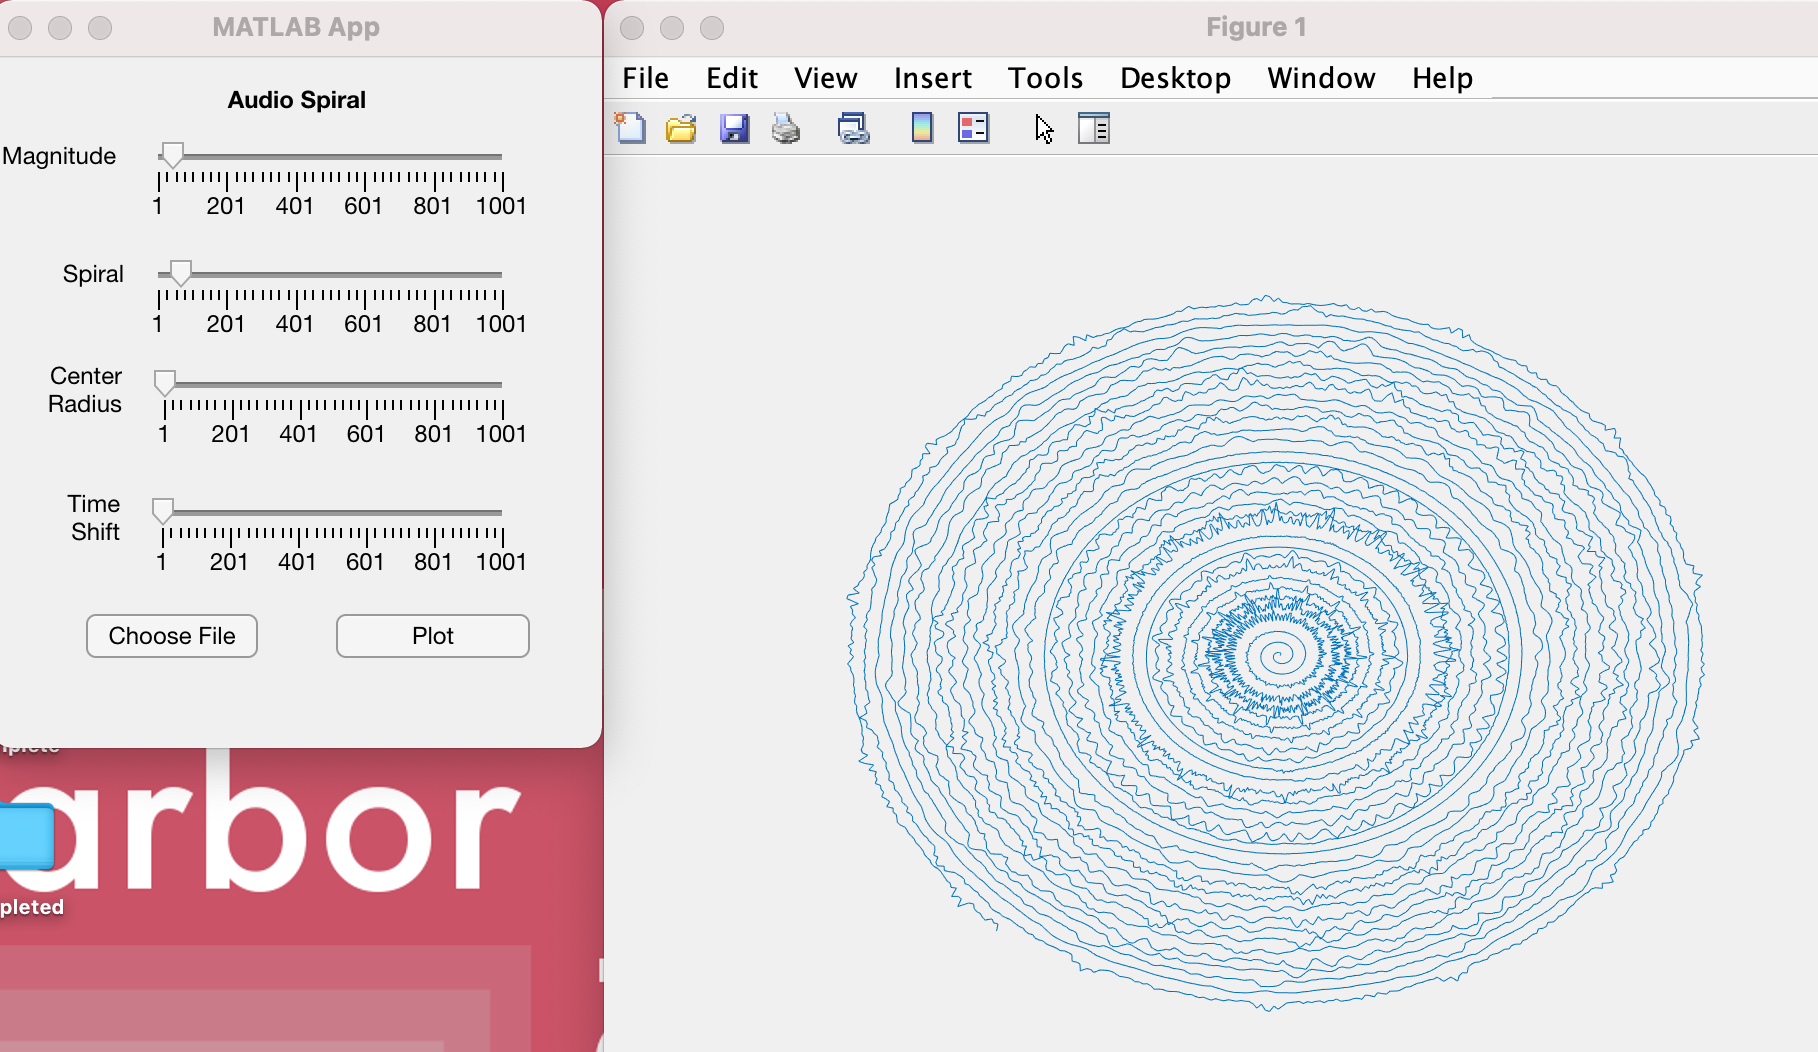 MATLAB App
Audio Spiral
Magnitude
1 201 401 601 801 1001
Spiral
1 201 401 601 801 1001
Center
Radius
1 201 401 601 801 1001
Time
Shift
1 201 401 601 801 1001
Choose File Plot
arbor
pleted
Figure 1
File Edit View Insert Tools Desktop Window Help